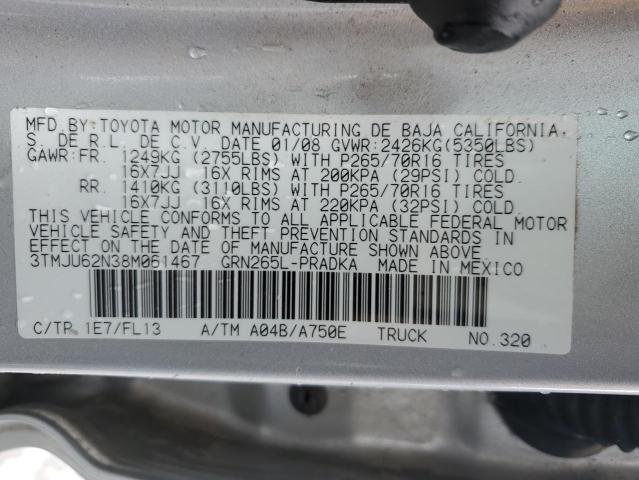 MFD.BY:TOYOTA MOTOR MANUFACTURING DE BAJA CALIFORNIA
S. DE R.L. DE C.V. DATE 01/08 GVWR:2426KG(5350LBS)
GAWR:FR. 1249KG (2755LBS) WITH P265/70R16 TIRES
16X7JJ 16X RIMS AT 200KPA (29PSI) COLD
RR. 1410KG (3110LBS) WITH P265/70R16 TIRES
16X7JJ 16X RIMS AT 220KPA (32PSI) COLD
THIS VEHICLE CONFORMS TO ALL APPLICABLE FEDERAL MOTOR
VEHICLE SAFETY AND THEFT PREVENTION STANDARDS IN
EFFECT ON THE DATE OF MANUFACTURE SHOWN ABOVE.
3TMJU62N38M061467 GRN265L-PRADKA MADE IN MEXICO
C/TR 1E7/FL13 A/TM A04B/A750E TRUCK NO.320